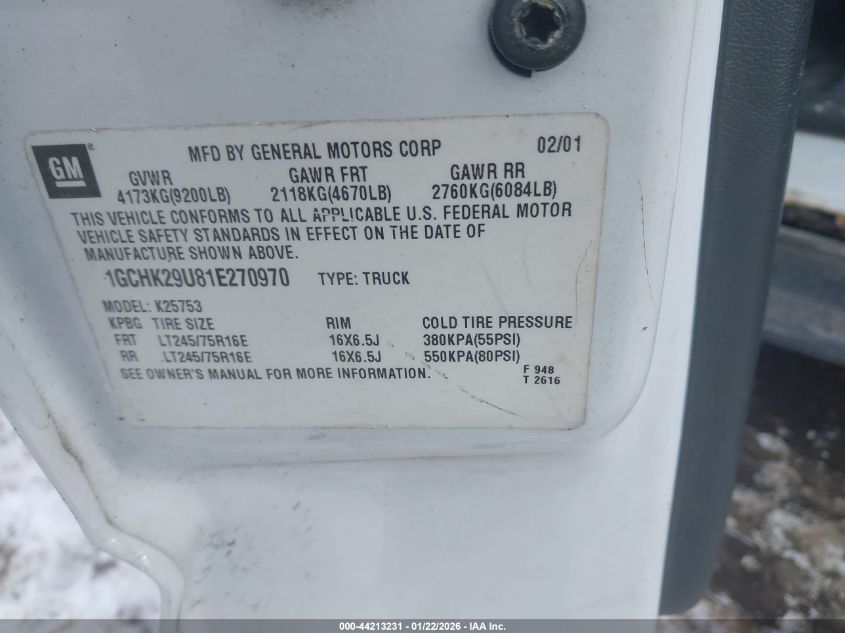 GM
MFD BY GENERAL MOTORS CORP 02/01
GVWR GAWR FRT GAWR RR
4173KG(9200LB) 2118KG(4670LB) 2760KG(6084LB)
THIS VEHICLE CONFORMS TO ALL APPLICABLE U.S. FEDERAL MOTOR
VEHICLE SAFETY STANDARDS IN EFFECT ON THE DATE OF
MANUFACTURE SHOWN ABOVE.
1GCHK29U81E270970 TYPE: TRUCK
MODEL: K25753
KPBG TIRE SIZE RIM COLD TIRE PRESSURE
FRT LT245/75R16E 16X6.5J 380KPA(55PSI)
RR LT245/75R16E 16X6.5J 550KPA(80PSI)
SEE OWNER'S MANUAL FOR MORE INFORMATION.
F 948
T 2616
000-44213231 - 01/22/2026 - IAA Inc.